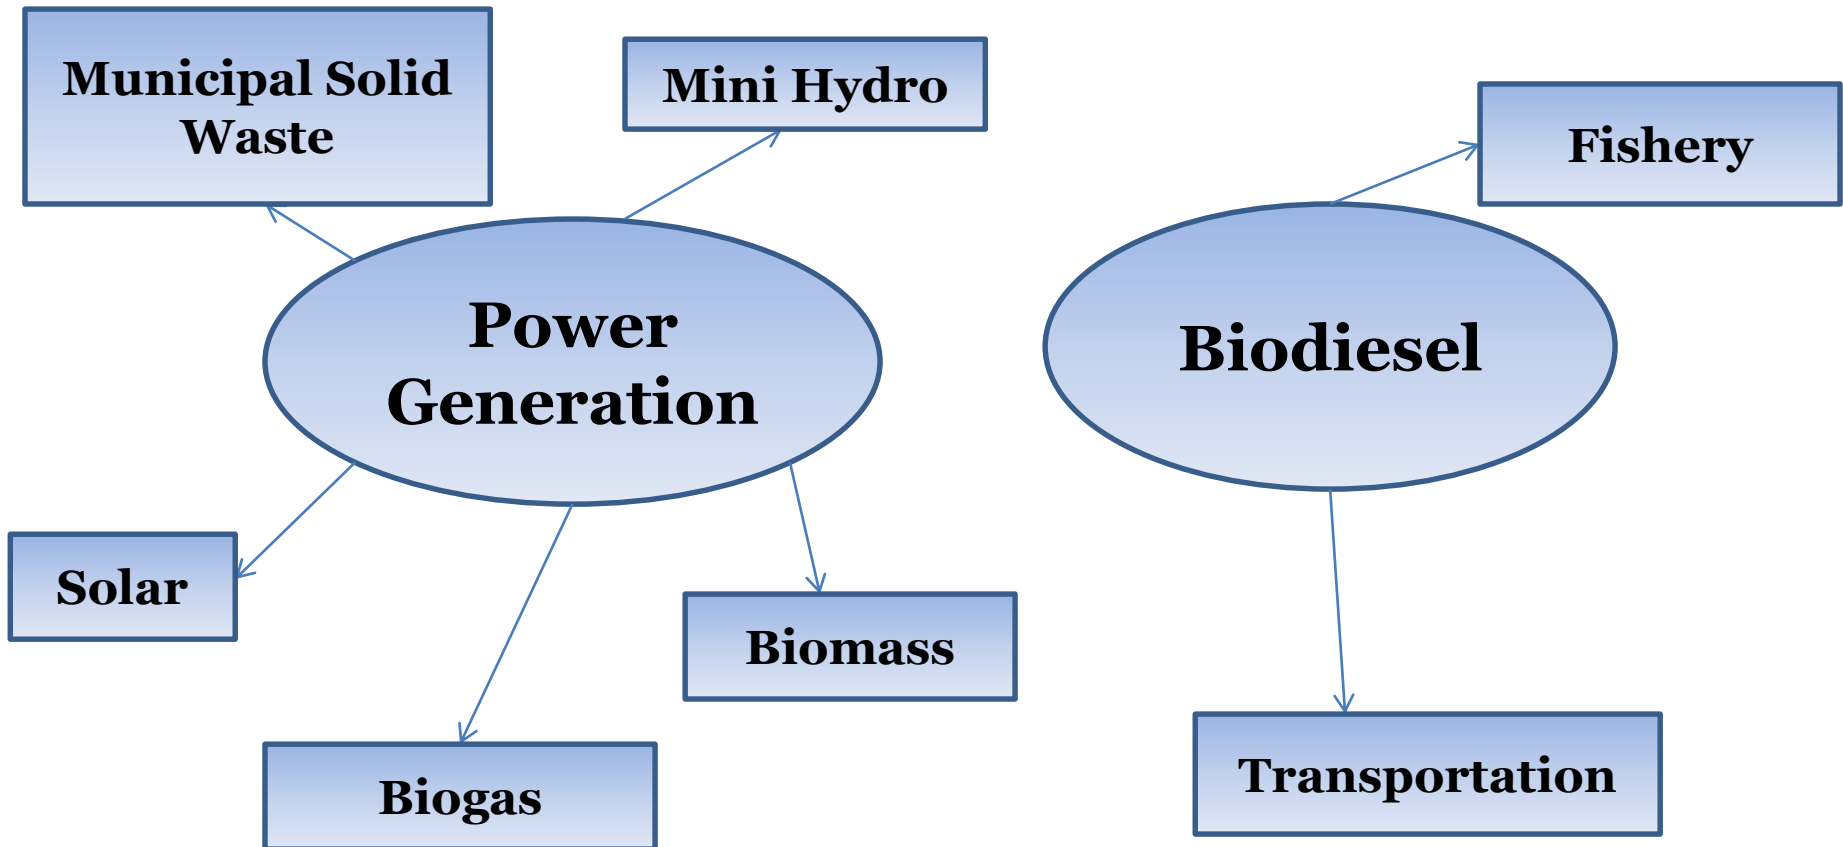 Municipal Solid
Waste
Mini Hydro
Fishery
Power
Generation
Biodiesel
Solar
Biomass
Biogas
Transportation